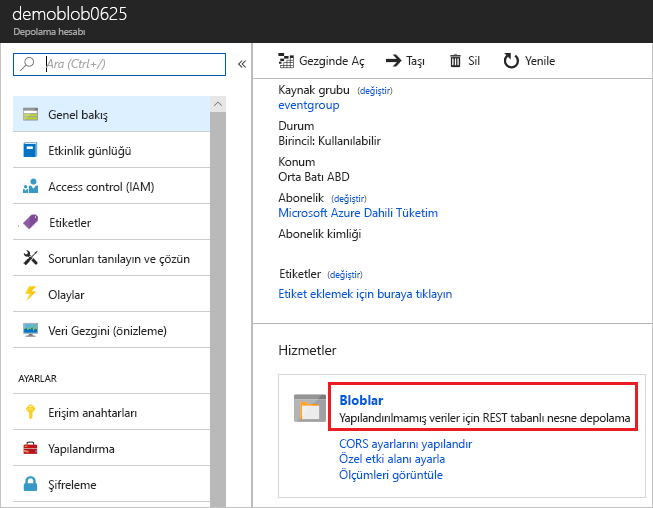 demoblob0625
Depolama hesabı
Ara (Ctrl+/)
Genel bakış
Etkinlik günlüğü
Access control (IAM)
Etiketler
Sorunları tanılayın ve çözün
Olaylar
Veri Gezgini (önizleme)
AYARLAR
Erişim anahtarları
Yapılandırma
Şifreleme
Gezginde Aç Taşı Sil Yenile
Kaynak grubu (değiştir)
eventgroup
Durum
Birincil: Kullanılabilir
Konum
Orta Batı ABD
Abonelik (değiştir)
Microsoft Azure Dahili Tüketim
Abonelik kimliği
Etiketler (değiştir)
Etiket eklemek için buraya tıklayın
Hizmetler
Bloblar
Yapılandırılmamış veriler için REST tabanlı nesne depolama
CORS ayarlarını yapılandır
Özel etki alanı ayarla
Ölçümleri görüntüle